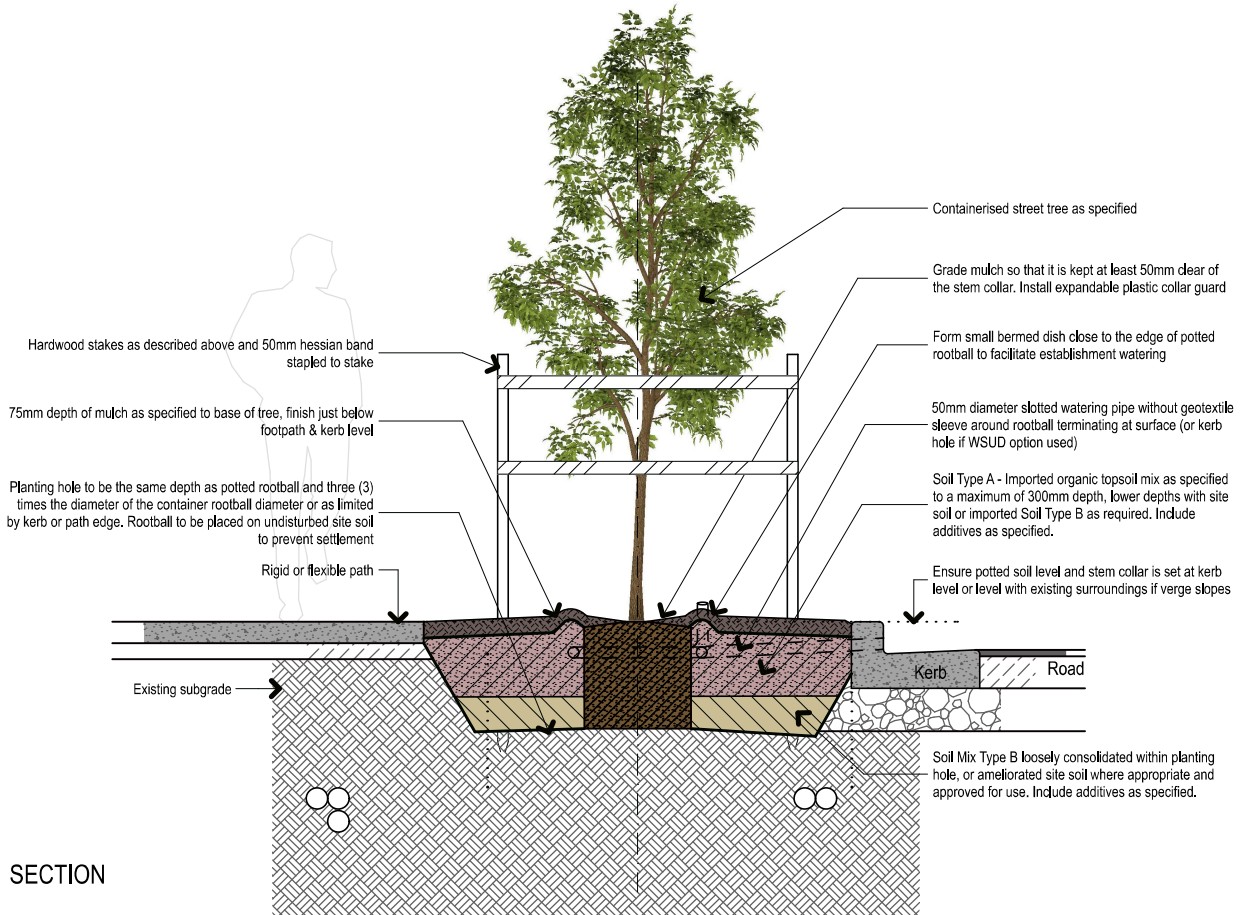 Containerised street tree as specified
Grade mulch so that it is kept at least 50mm clear of
the stem collar. Install expandable plastic collar guard
Form small bermed dish close to the edge of potted
rootball to facilitate establishment watering
Hardwood stakes as described above and 50mm hessian band
stapled to stake
75mm depth of mulch as specified to base of tree, finish just below
footpath & kerb level
50mm diameter slotted watering pipe without geotextile
sleeve around rootball terminating at surface (or kerb
hole if WSUD option used)
Planting hole to be the same depth as potted rootball and three (3)
times the diameter of the container rootball diameter or as limited
by kerb or path edge. Rootball to be placed on undisturbed site soil
to prevent settlement
Soil Type A - Imported organic topsoil mix as specified
to a maximum of 300mm depth, lower depths with site
soil or imported Soil Type B as required. Include
additives as specified.
Rigid or flexible path
Ensure potted soil level and stem collar is set at kerb
level or level with existing surroundings if verge slopes
Kerb
Road
Existing subgrade
Soil Mix Type B loosely consolidated within planting
hole, or ameliorated site soil where appropriate and
approved for use. Include additives as specified.
SECTION